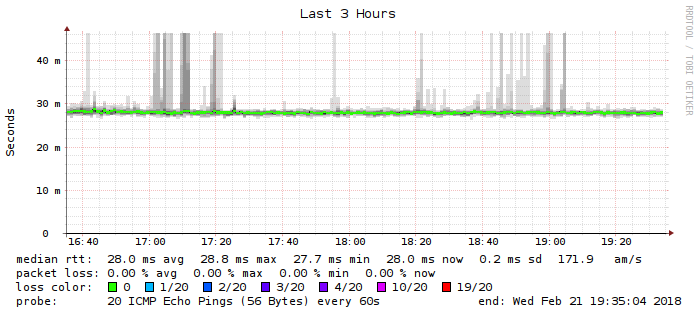 Last 3 Hours
RRDTOOL / TOBI OETIKER
Seconds
40 m
30 m
20 m
10 m
0
16:40 17:00 17:20 17:40 18:00 18:20 18:40 19:00 19:20
median rtt: 28.0 ms avg 28.8 ms max 27.7 ms min 28.0 ms now 0.2 ms sd 171.9 am/s
packet loss: 0.00 % avg 0.00 % max 0.00 % min 0.00 % now
loss color: 0 1/20 2/20 3/20 4/20 10/20 19/20
probe: 20 ICMP Echo Pings (56 Bytes) every 60s end: Wed Feb 21 19:35:04 2018